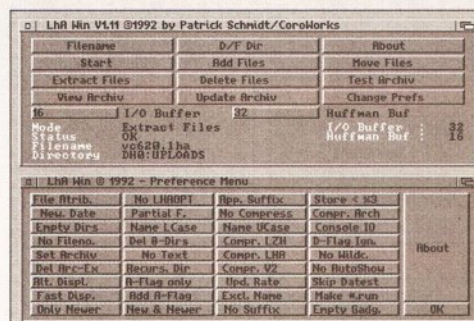 LhA Win V1.11 ©1992 by Patrick Schmidt/CoroWorks
Filename D/F Dir About
Start Add Files Move Files
Extract Files Delete Files Test Archiv
View Archiv Update Archiv Change Prefs
16 I/O Buffer 32 Huffman Buf
Mode Extract Files I/O Buffer : 32
Status OK Huffman Buf : 16
Filename vc620.lha
Directory DH0:UPLOADS
LhA Win © 1992 - Preference Menu
File Atrib. No LHAOPT App. Suffix Store < %3
New. Date Partial F. No Compress Compr. Arch
Empty Dirs Name LCase Name UCase Console IO
No Fileno. Del 0-Dirs Compr. LZH D-Flag Ign.
Set Archiv No Text Compr. LHA No Wildc. About
Del Arc-Ex Recurs. Dir Compr. V2 No AutoShow
Alt. Displ. A-Flag only Upd. Rate Skip Datest
Fast Disp. Add A-Flag Excl. Name Make *.run
Only Newer New & Newer No Suffix Empty Gadg. OK